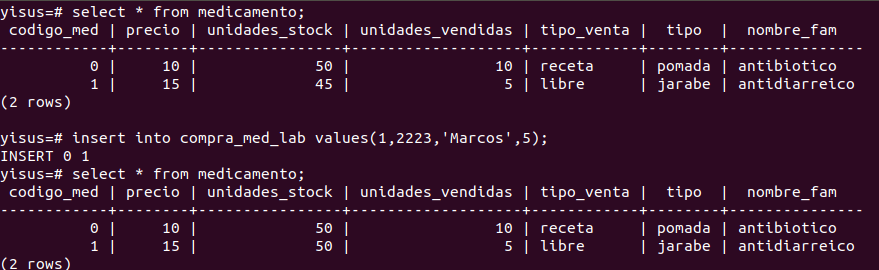 yisus=# select * from medicamento;
 codigo_med | precio | unidades_stock | unidades_vendidas | tipo_venta | tipo | nombre_fam
------------+--------+----------------+-------------------+------------+--------+--------------
 0 | 10 | 50 | 10 | receta | pomada | antibiotico
 1 | 15 | 45 | 5 | libre | jarabe | antidiarreico
(2 rows)
yisus=# insert into compra_med_lab values(1,2223,'Marcos',5);
INSERT 0 1
yisus=# select * from medicamento;
 codigo_med | precio | unidades_stock | unidades_vendidas | tipo_venta | tipo | nombre_fam
------------+--------+----------------+-------------------+------------+--------+--------------
 0 | 10 | 50 | 10 | receta | pomada | antibiotico
 1 | 15 | 50 | 5 | libre | jarabe | antidiarreico
(2 rows)